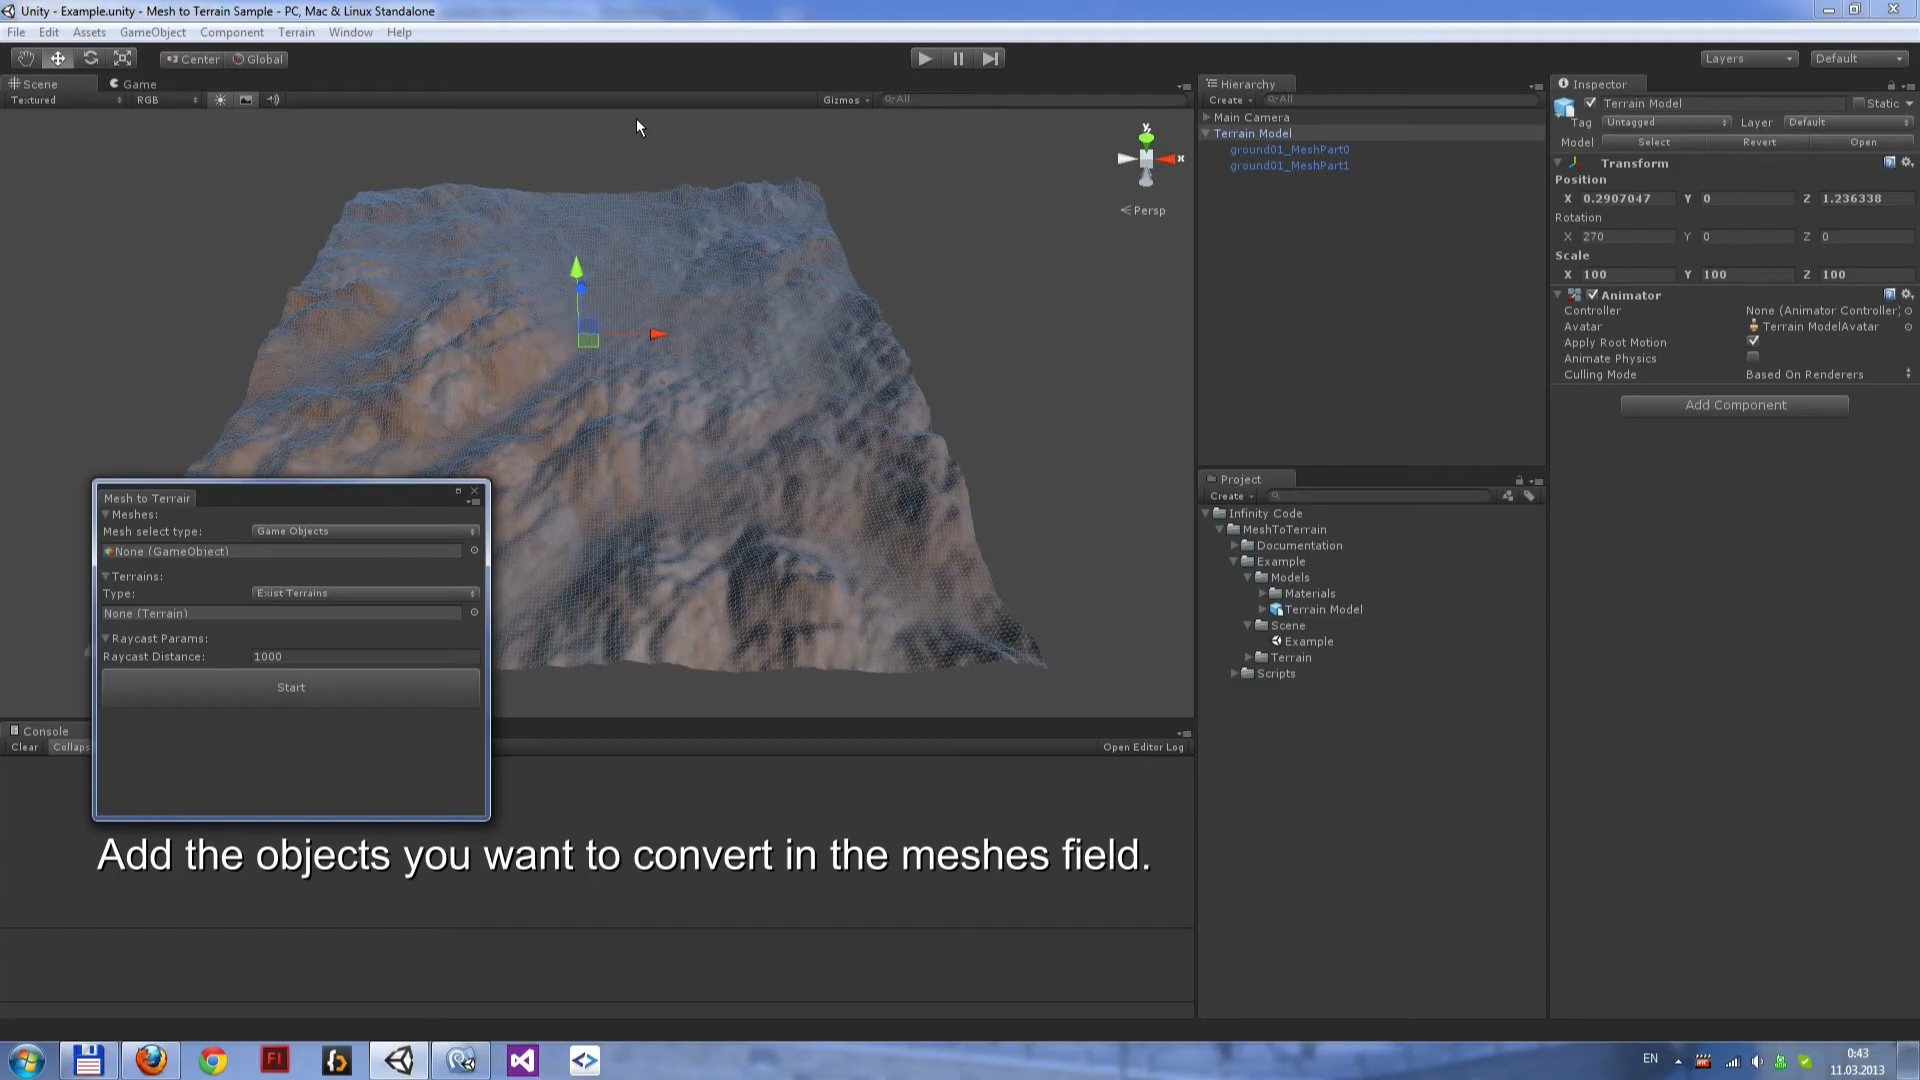 Unity - Example.unity - Mesh to Terrain Sample - PC, Mac & Linux Standalone
File Edit Assets GameObject Component Terrain Window Help
Center Global
Layers Default
Scene Game
Textured RGB Gizmos All
y
x
Persp
Hierarchy
Create All
Main Camera
Terrain Model
ground01_MeshPart0
ground01_MeshPart1
Inspector
Terrain Model Static
Tag Untagged Layer Default
Model Select Revert Open
Transform
Position
X 0.2907047 Y 0 Z 1.236338
Rotation
X 270 Y 0 Z 0
Scale
X 100 Y 100 Z 100
Animator
Controller None (Animator Controller)
Avatar Terrain ModelAvatar
Apply Root Motion
Animate Physics
Culling Mode Based On Renderers
Add Component
Project
Create
Infinity Code
MeshToTerrain
Documentation
Example
Models
Materials
Terrain Model
Scene
Example
Terrain
Scripts
Mesh to Terrair
Meshes:
Mesh select type: Game Objects
None (GameObject)
Terrains:
Type: Exist Terrains
None (Terrain)
Raycast Params:
Raycast Distance: 1000
Start
Console
Clear Collaps Open Editor Log
Add the objects you want to convert in the meshes field.
Fl
EN
0:43
11.03.2013